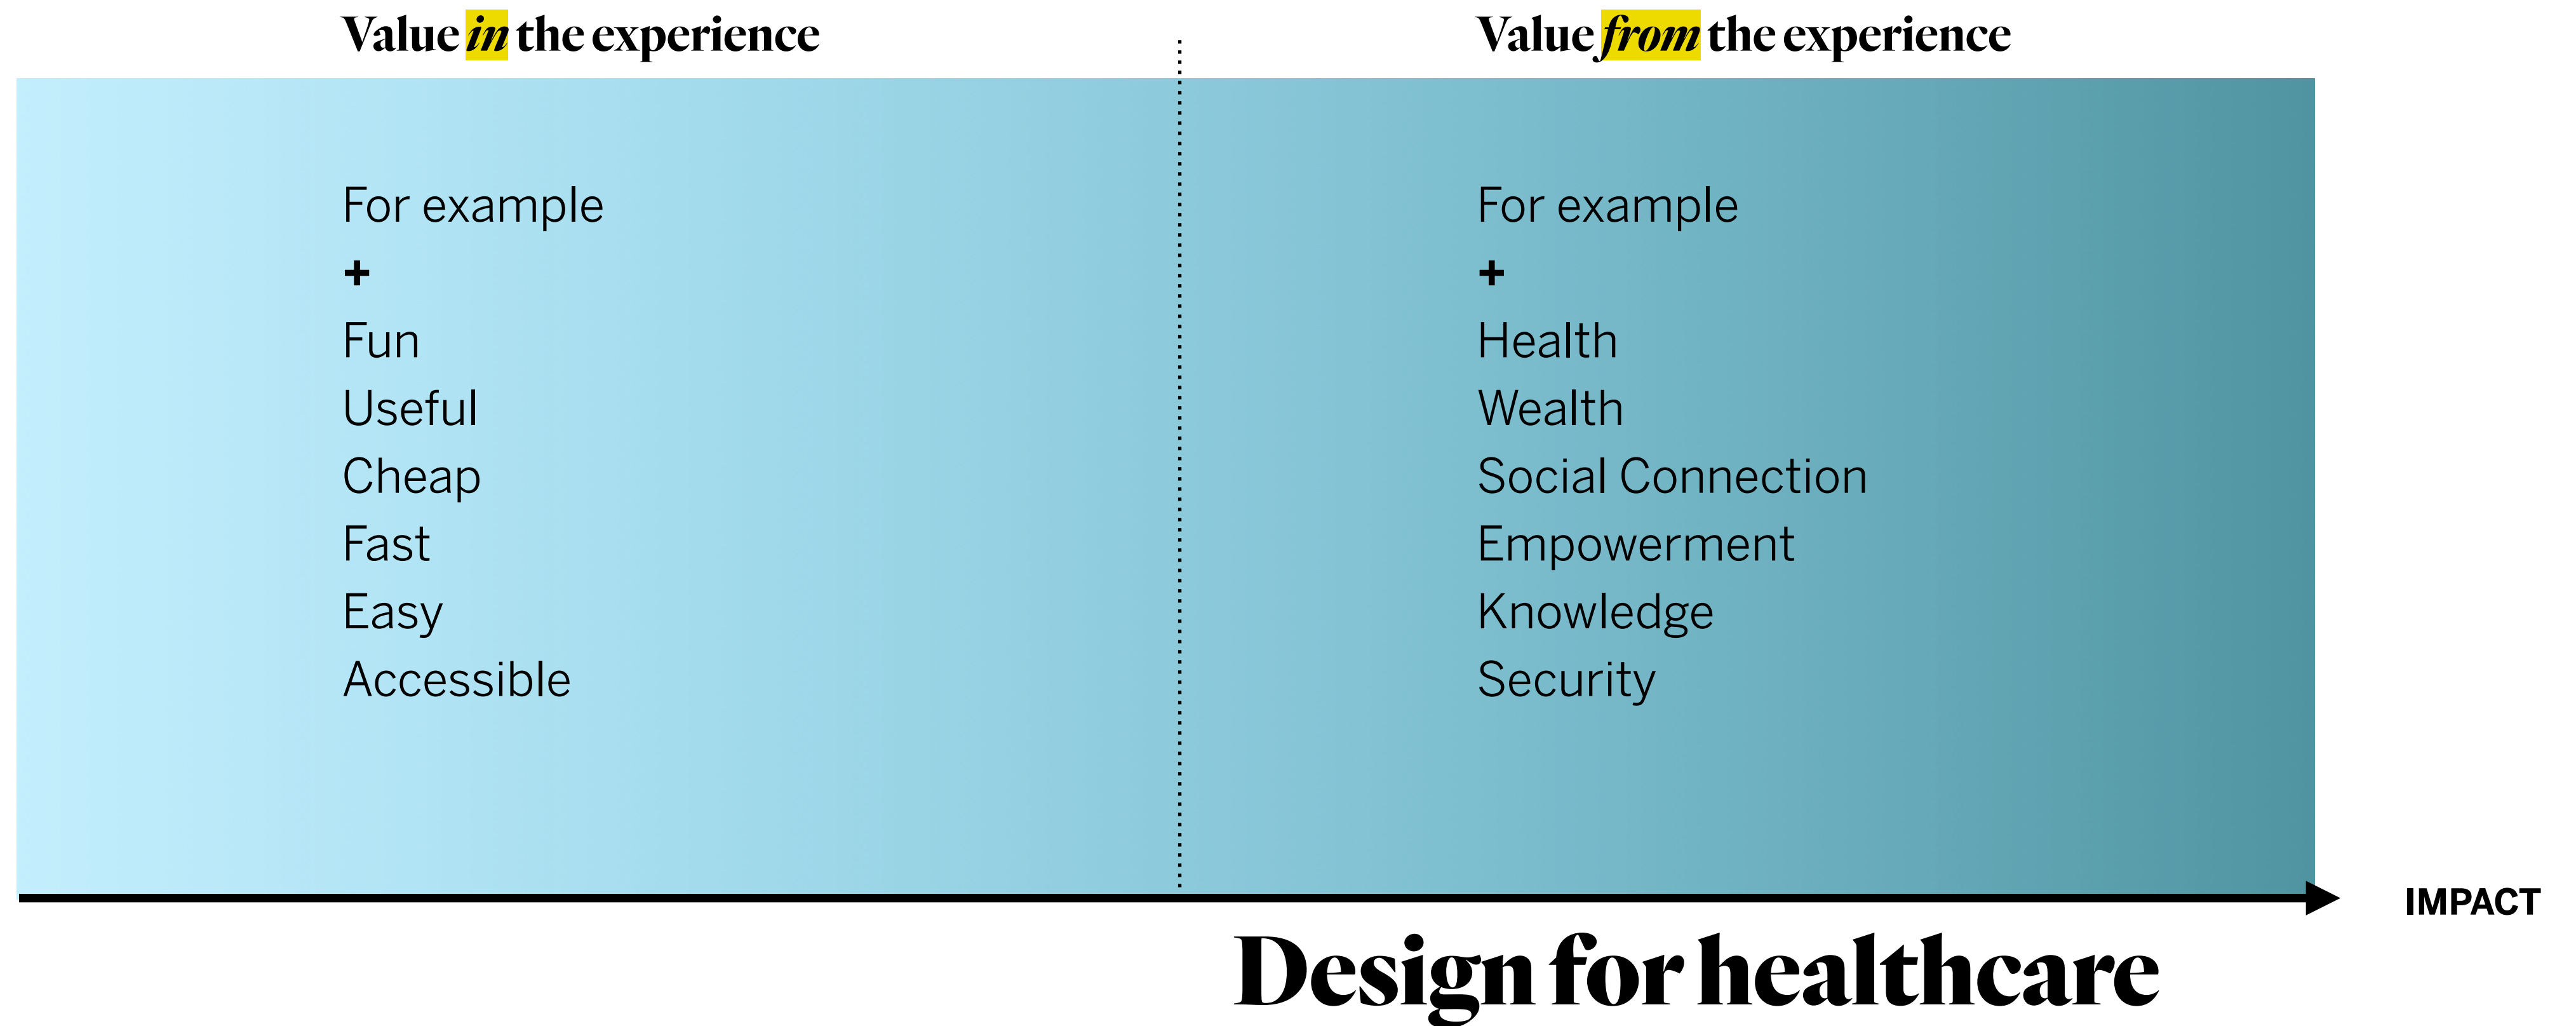 Value in the experience
For example
+
Fun
Useful
Cheap
Fast
Easy
Accessible
Value from the experience
For example
+
Health
Wealth
Social Connection
Empowerment
Knowledge
Security
IMPACT
Design for healthcare